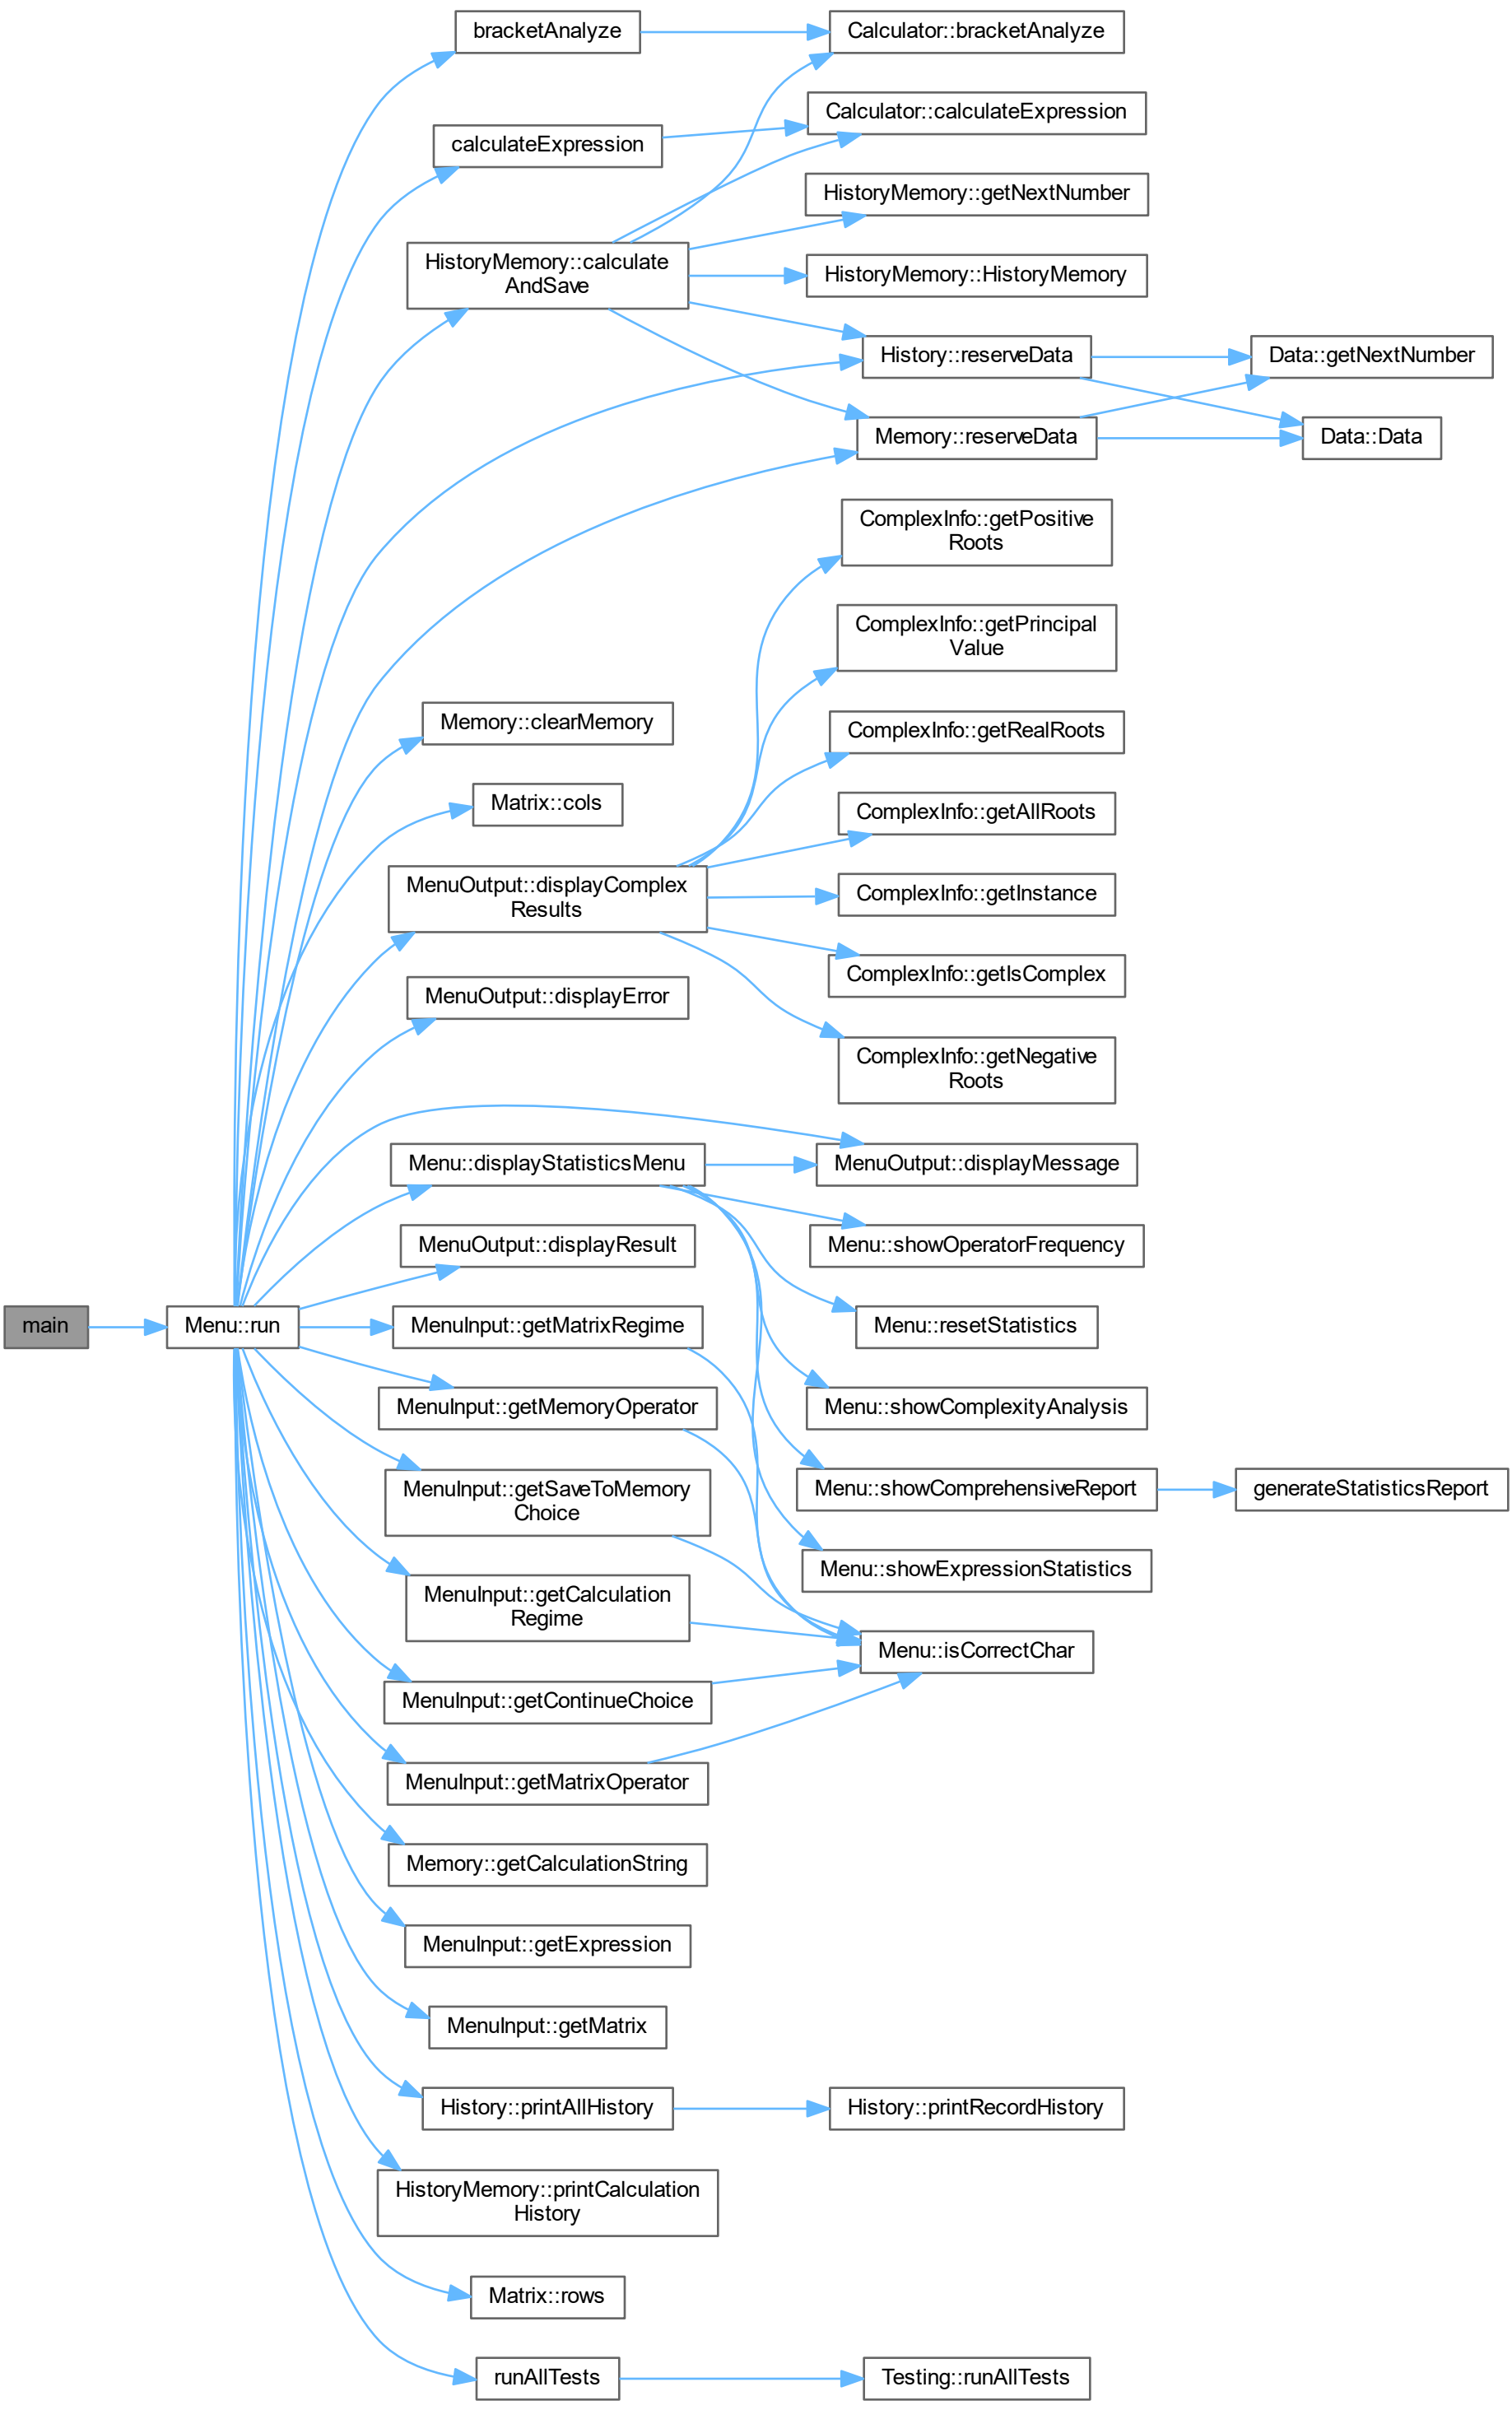 bracketAnalyze
Calculator::bracketAnalyze
Calculator::calculateExpression
calculateExpression
HistoryMemory::getNextNumber
HistoryMemory::calculate
AndSave
HistoryMemory::HistoryMemory
History::reserveData
Data::getNextNumber
Memory::reserveData
Data::Data
ComplexInfo::getPositive
Roots
ComplexInfo::getPrincipal
Value
Memory::clearMemory
ComplexInfo::getRealRoots
Matrix::cols
ComplexInfo::getAllRoots
MenuOutput::displayComplex
Results
ComplexInfo::getInstance
ComplexInfo::getIsComplex
MenuOutput::displayError
ComplexInfo::getNegative
Roots
Menu::displayStatisticsMenu
MenuOutput::displayMessage
MenuOutput::displayResult
Menu::showOperatorFrequency
main
Menu::run
MenuInput::getMatrixRegime
Menu::resetStatistics
MenuInput::getMemoryOperator
Menu::showComplexityAnalysis
MenuInput::getSaveToMemory
Choice
Menu::showComprehensiveReport
generateStatisticsReport
Menu::showExpressionStatistics
MenuInput::getCalculation
Regime
Menu::isCorrectChar
MenuInput::getContinueChoice
MenuInput::getMatrixOperator
Memory::getCalculationString
MenuInput::getExpression
MenuInput::getMatrix
History::printAllHistory
History::printRecordHistory
HistoryMemory::printCalculation
History
Matrix::rows
runAllTests
Testing::runAllTests